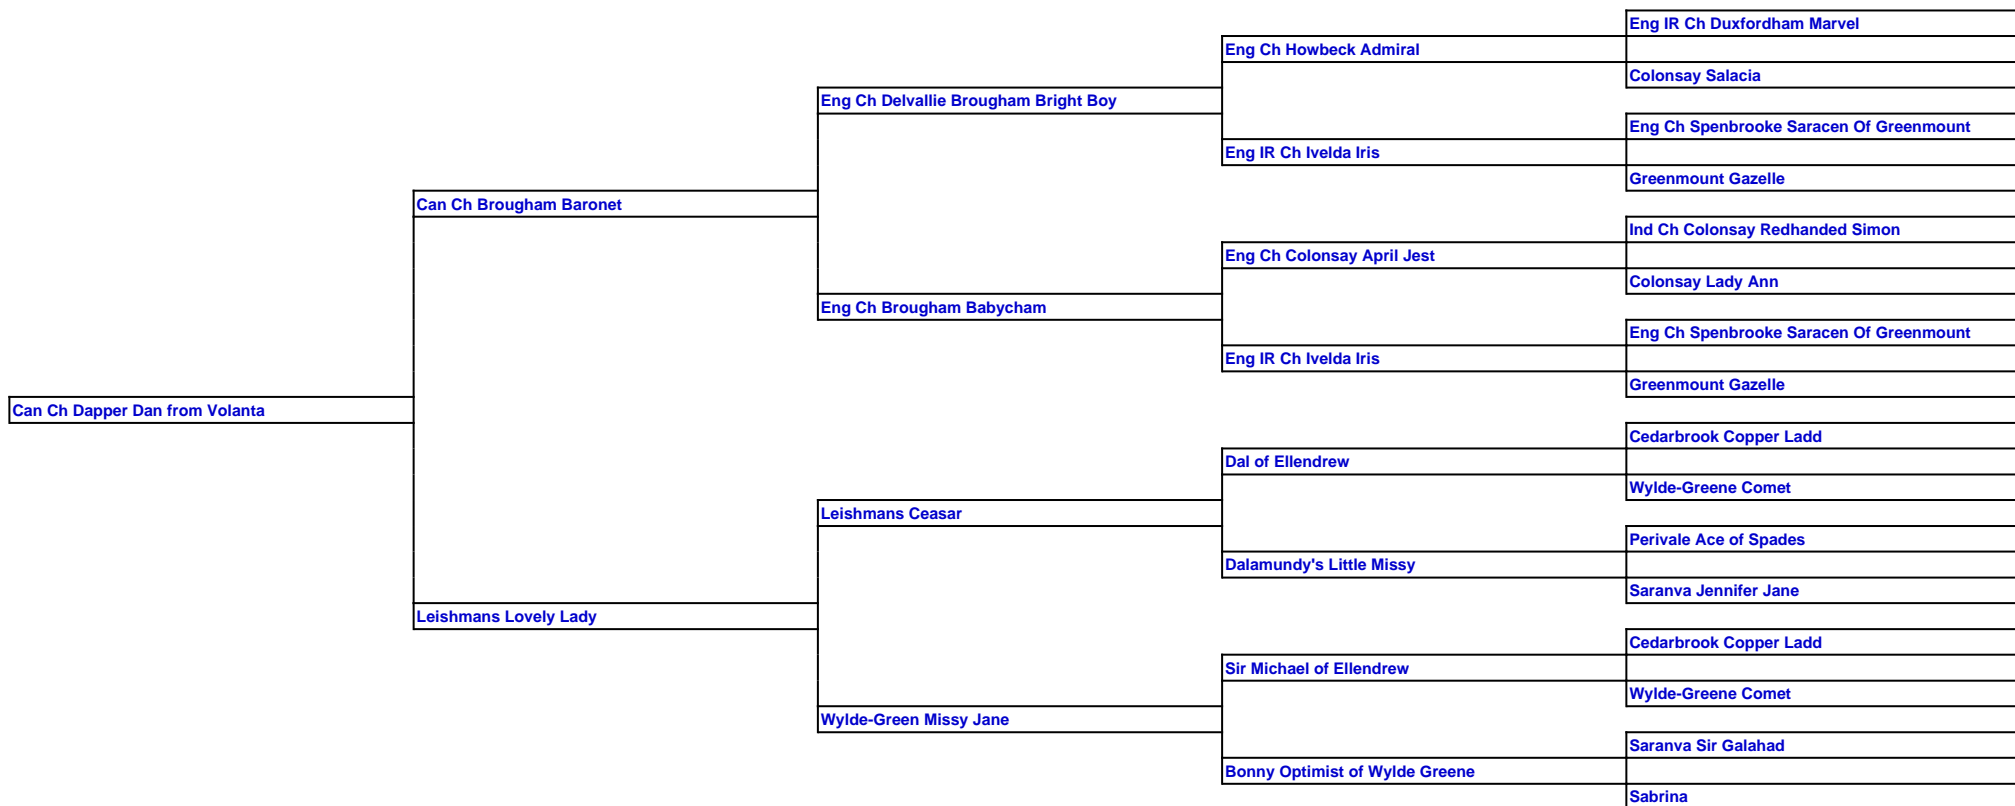 Eng IR Ch Duxfordham Marvel
Eng Ch Howbeck Admiral
Colonsay Salacia
Eng Ch Delvallie Brougham Bright Boy
Eng Ch Spenbrooke Saracen Of Greenmount
Eng IR Ch Ivelda Iris
Greenmount Gazelle
Can Ch Brougham Baronet
Ind Ch Colonsay Redhanded Simon
Eng Ch Colonsay April Jest
Colonsay Lady Ann
Eng Ch Brougham Babycham
Eng Ch Spenbrooke Saracen Of Greenmount
Eng IR Ch Ivelda Iris
Greenmount Gazelle
Can Ch Dapper Dan from Volanta
Cedarbrook Copper Ladd
Dal of Ellendrew
Wylde-Greene Comet
Leishmans Ceasar
Perivale Ace of Spades
Dalamundy's Little Missy
Saranva Jennifer Jane
Leishmans Lovely Lady
Cedarbrook Copper Ladd
Sir Michael of Ellendrew
Wylde-Greene Comet
Wylde-Green Missy Jane
Saranva Sir Galahad
Bonny Optimist of Wylde Greene
Sabrina